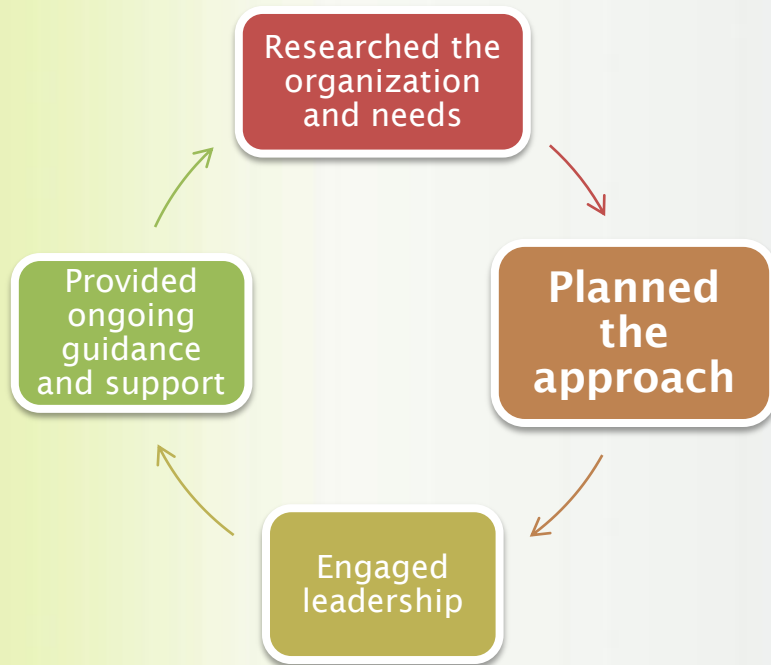 Researched the
organization
and needs
Planned
the
approach
Engaged
leadership
Provided
ongoing
guidance
and support